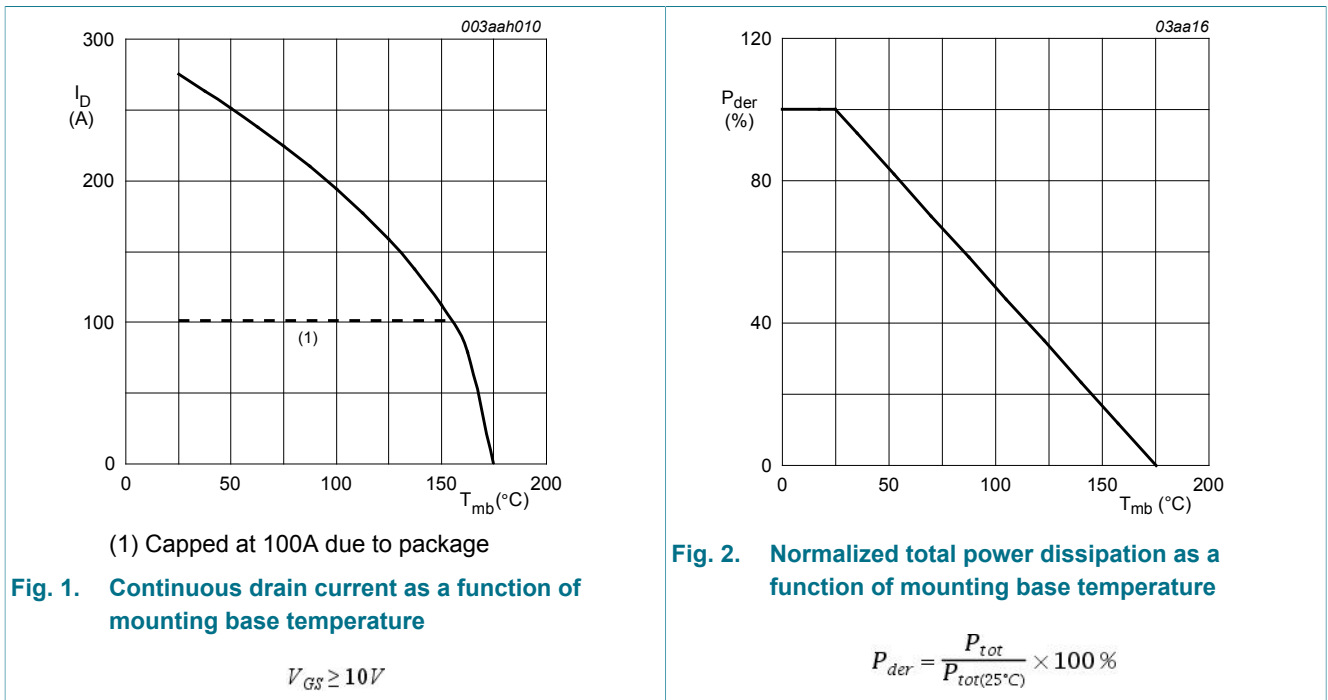 003aah010
300
200
100
0
I_D
(A)
(1)
0
50
100
150
200
T_mb(°C)
(1) Capped at 100A due to package
Fig. 1. Continuous drain current as a function of
mounting base temperature
V_GS ≥ 10V
03aa16
120
80
40
0
P_der
(%)
0
50
100
150
200
T_mb (°C)
Fig. 2. Normalized total power dissipation as a
function of mounting base temperature
P_der = P_tot / P_tot(25°C) × 100 %